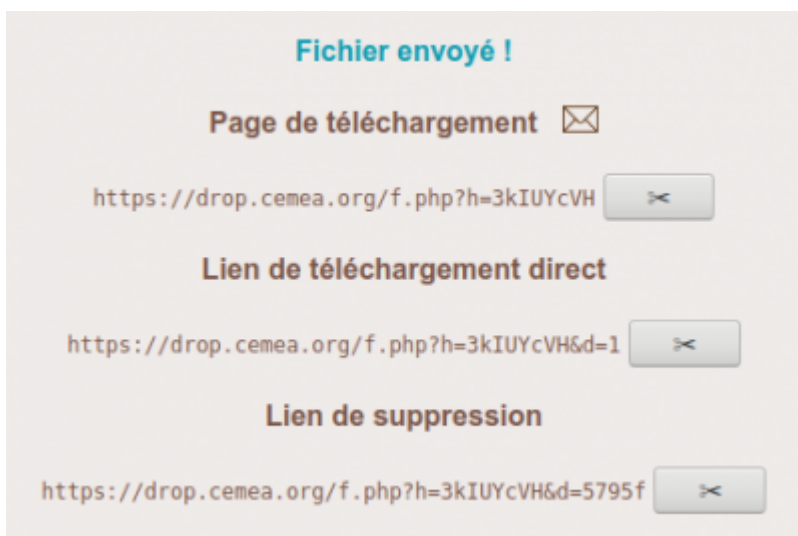 Fichier envoyé !
Page de téléchargement
https://drop.cemea.org/f.php?h=3kIUYcVH
Lien de téléchargement direct
https://drop.cemea.org/f.php?h=3kIUYcVH&d=1
Lien de suppression
https://drop.cemea.org/f.php?h=3kIUYcVH&d=5795f